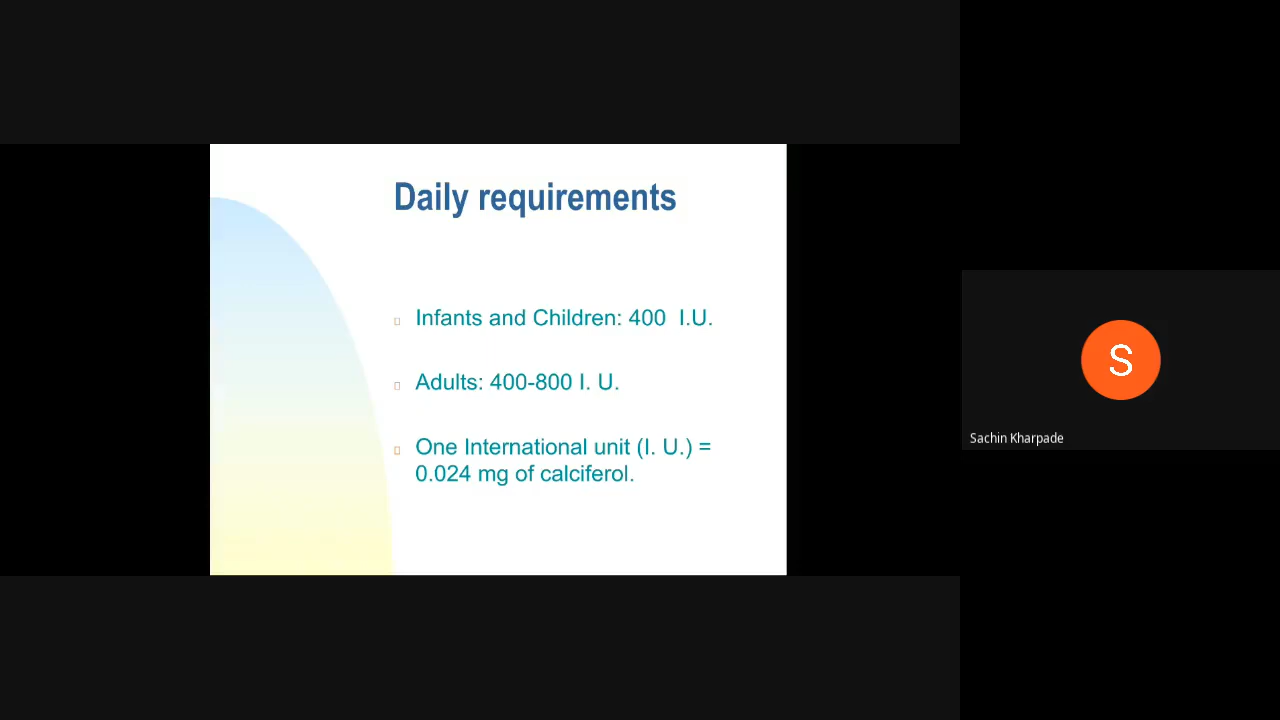 Daily requirements
Infants and Children: 400 I.U.
Adults: 400-800 I. U.
One International unit (I. U.) =
0.024 mg of calciferol.
S
Sachin Kharpade